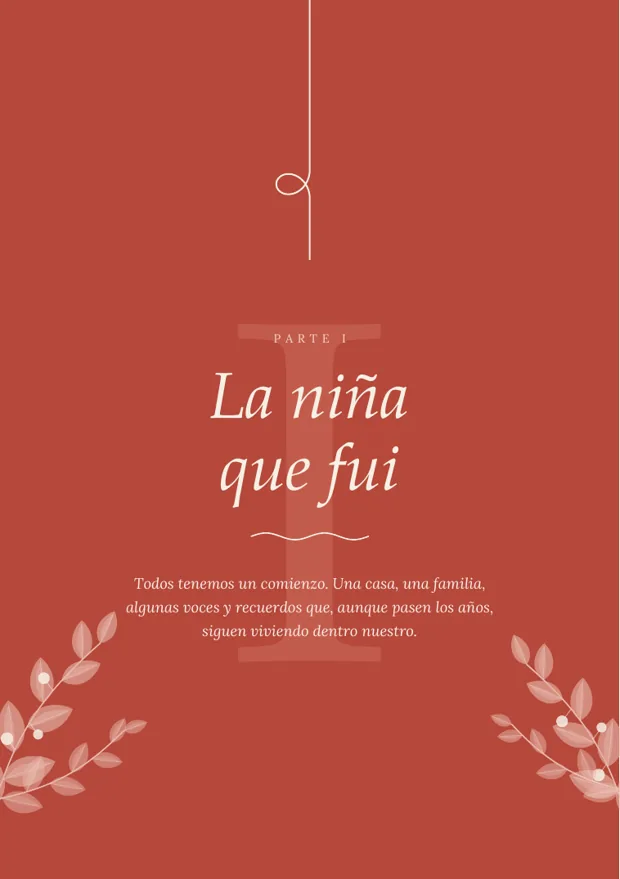 PARTE I
La niña
que fui
Todos tenemos un comienzo. Una casa, una familia,
algunas voces y recuerdos que, aunque pasen los años,
siguen viviendo dentro nuestro.